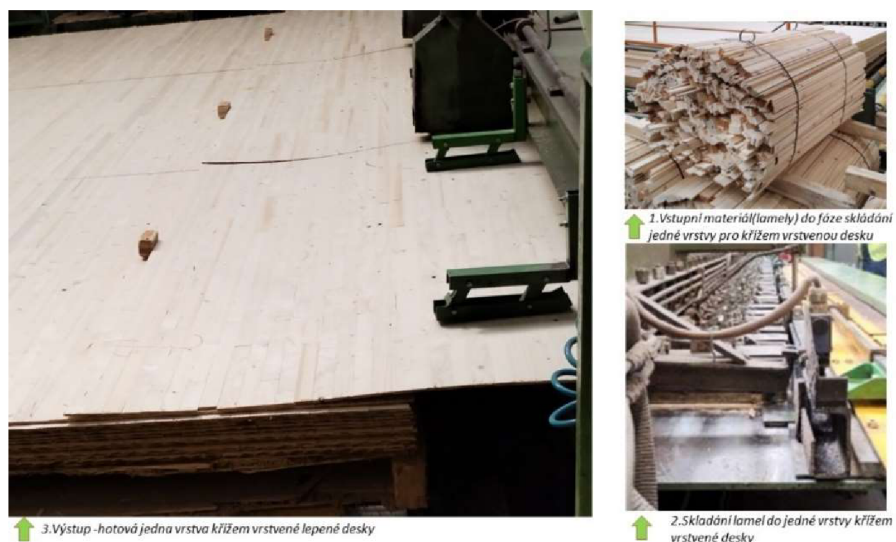 1.Vstupní materiál(lamely) do fáze skládání
jedné vrstvy pro křížem vrstvenou desku
2.Skladání lamel do jedné vrstvy křížem
vrstvené desky
3.Výstup -hotová jedna vrstva křížem vrstvené lepené desky